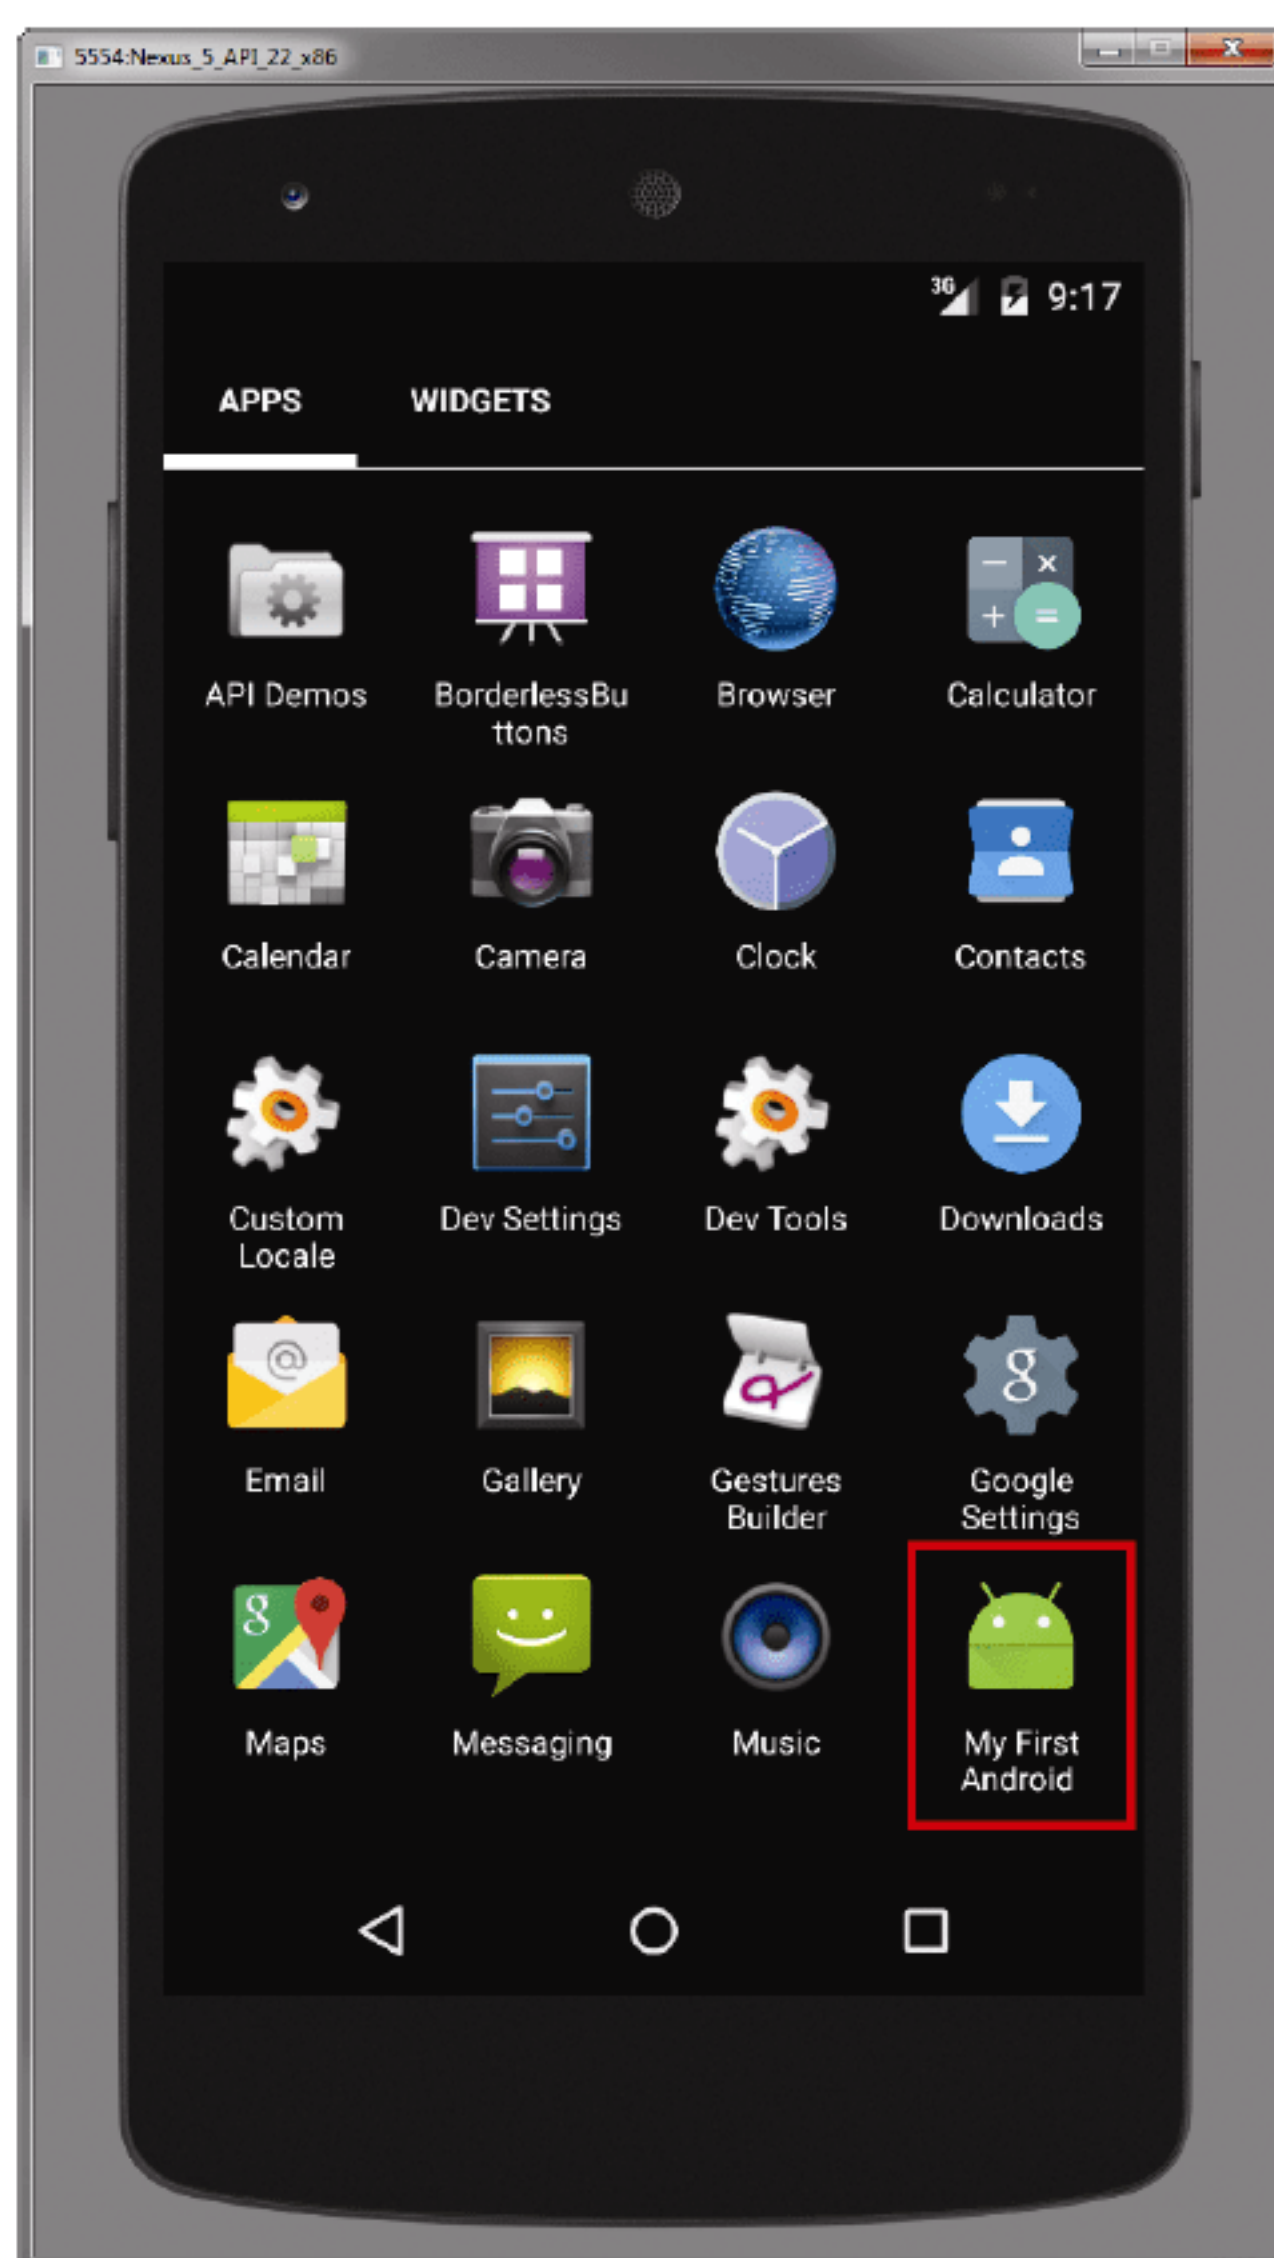 5554:Nexus_5_API_22_x86
3G 9:17
APPS WIDGETS
API Demos BorderlessBu Browser Calculator
ttons
Calendar Camera Clock Contacts
Custom Dev Settings Dev Tools Downloads
Locale
Email Gallery Gestures Google
Builder Settings
Maps Messaging Music My First
Android